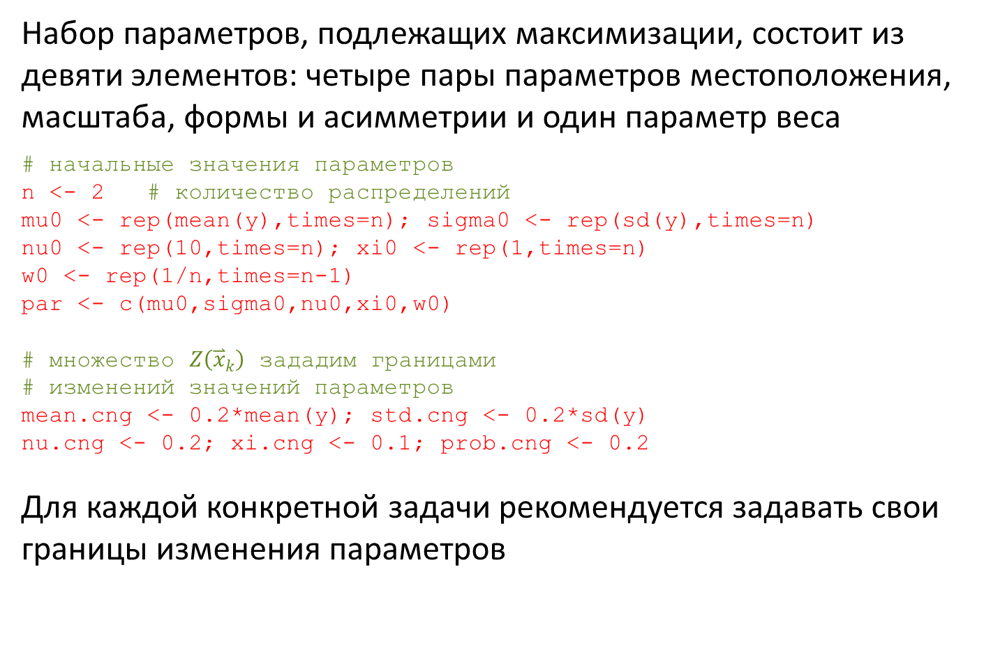 Набор параметров, подлежащих максимизации, состоит из
девяти элементов: четыре пары параметров местоположения,
масштаба, формы и асимметрии и один параметр веса
# начальные значения параметров
n <- 2   # количество распределений
mu0 <- rep(mean(y),times=n); sigma0 <- rep(sd(y),times=n)
nu0 <- rep(10,times=n); xi0 <- rep(1,times=n)
w0 <- rep(1/n,times=n-1)
par <- c(mu0,sigma0,nu0,xi0,w0)
# множество Z(x⃗ₖ) зададим границами
# изменений значений параметров
mean.cng <- 0.2*mean(y); std.cng <- 0.2*sd(y)
nu.cng <- 0.2; xi.cng <- 0.1; prob.cng <- 0.2
Для каждой конкретной задачи рекомендуется задавать свои
границы изменения параметров